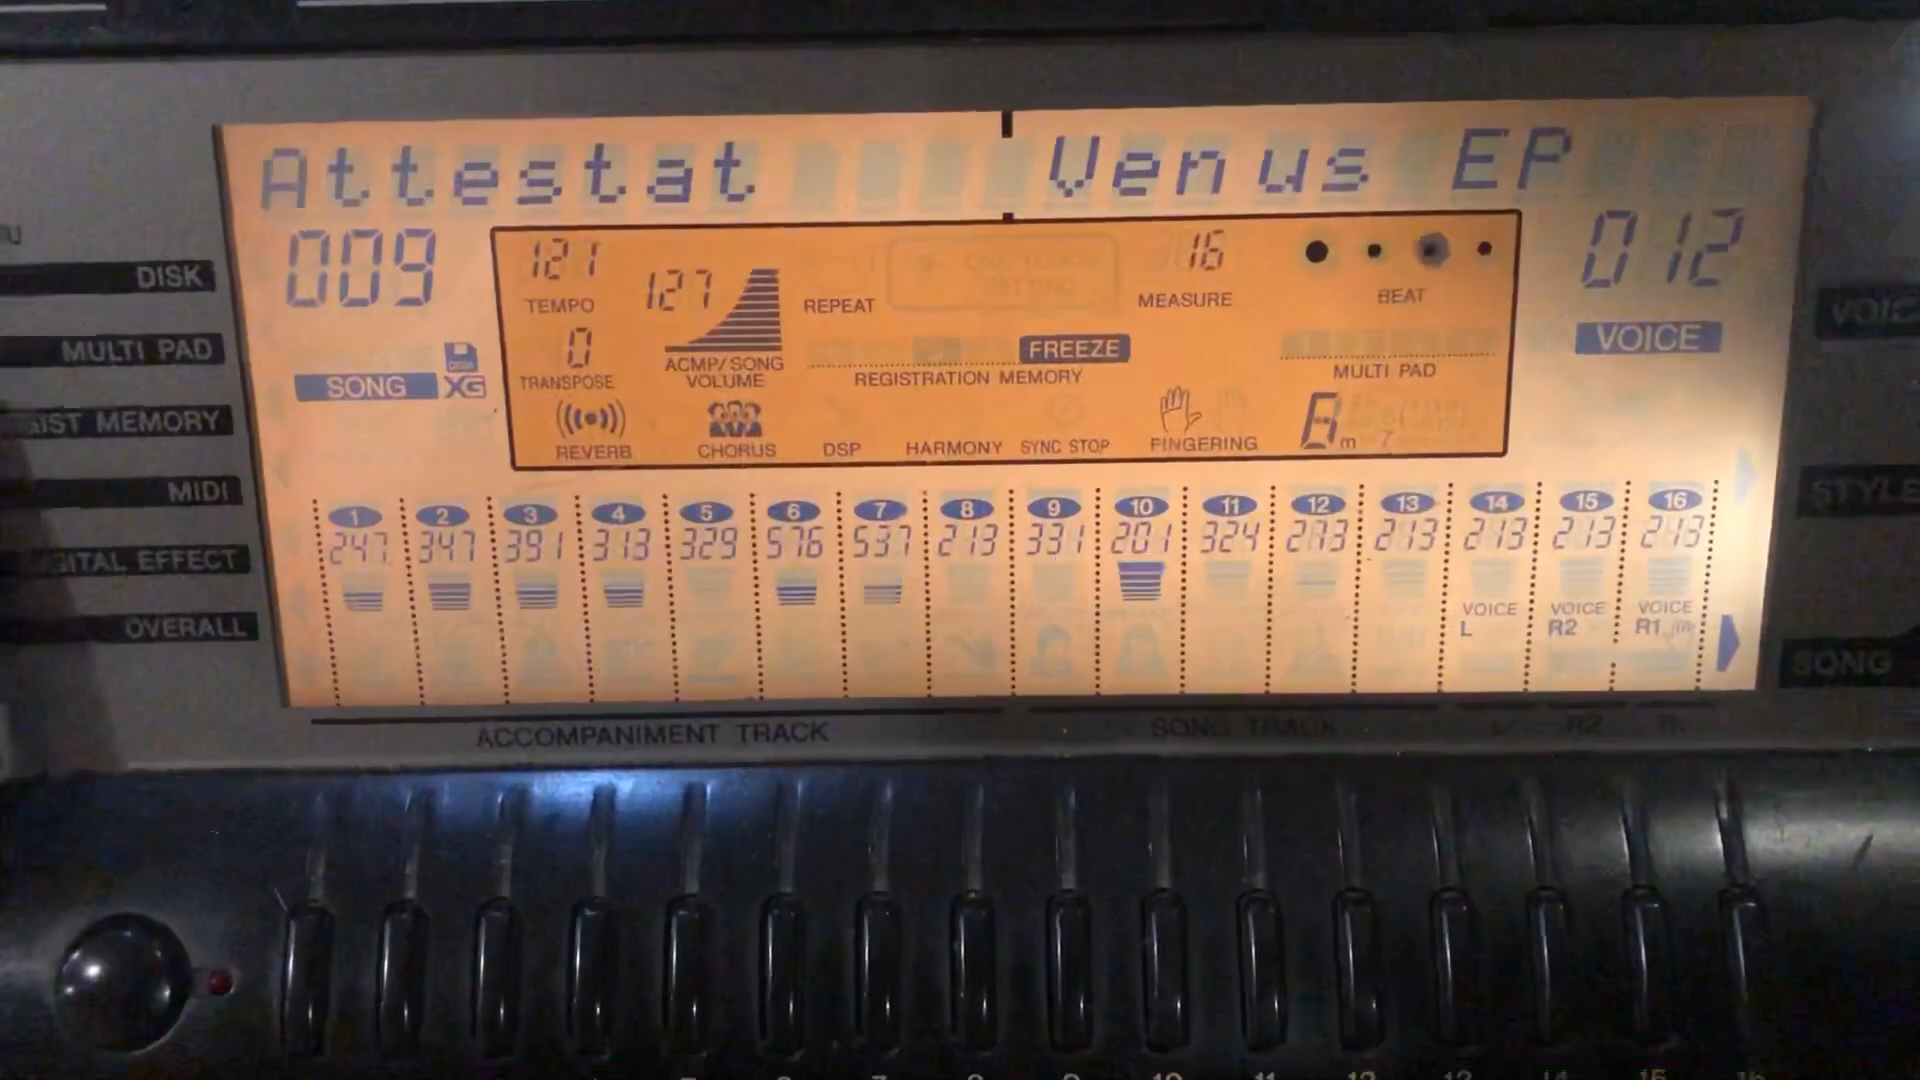 Attestat Venus EP
009 121 127 16 012
TEMPO REPEAT MEASURE BEAT
DISK
0 FREEZE VOICE
MULTI PAD
SONG XG TRANSPOSE ACMP/SONG VOLUME REGISTRATION MEMORY MULTI PAD
MEMORY
Bm
REVERB CHORUS DSP HARMONY SYNC STOP FINGERING
MIDI
STYLE
1 2 3 4 5 6 7 8 9 10 11 12 13 14 15 16
247 347 391 313 329 576 537 213 331 201 324 273 213 213 213 213
EFFECT
VOICE L VOICE R2 VOICE R1
OVERALL
SONG
ACCOMPANIMENT TRACK SONG TRACK R2